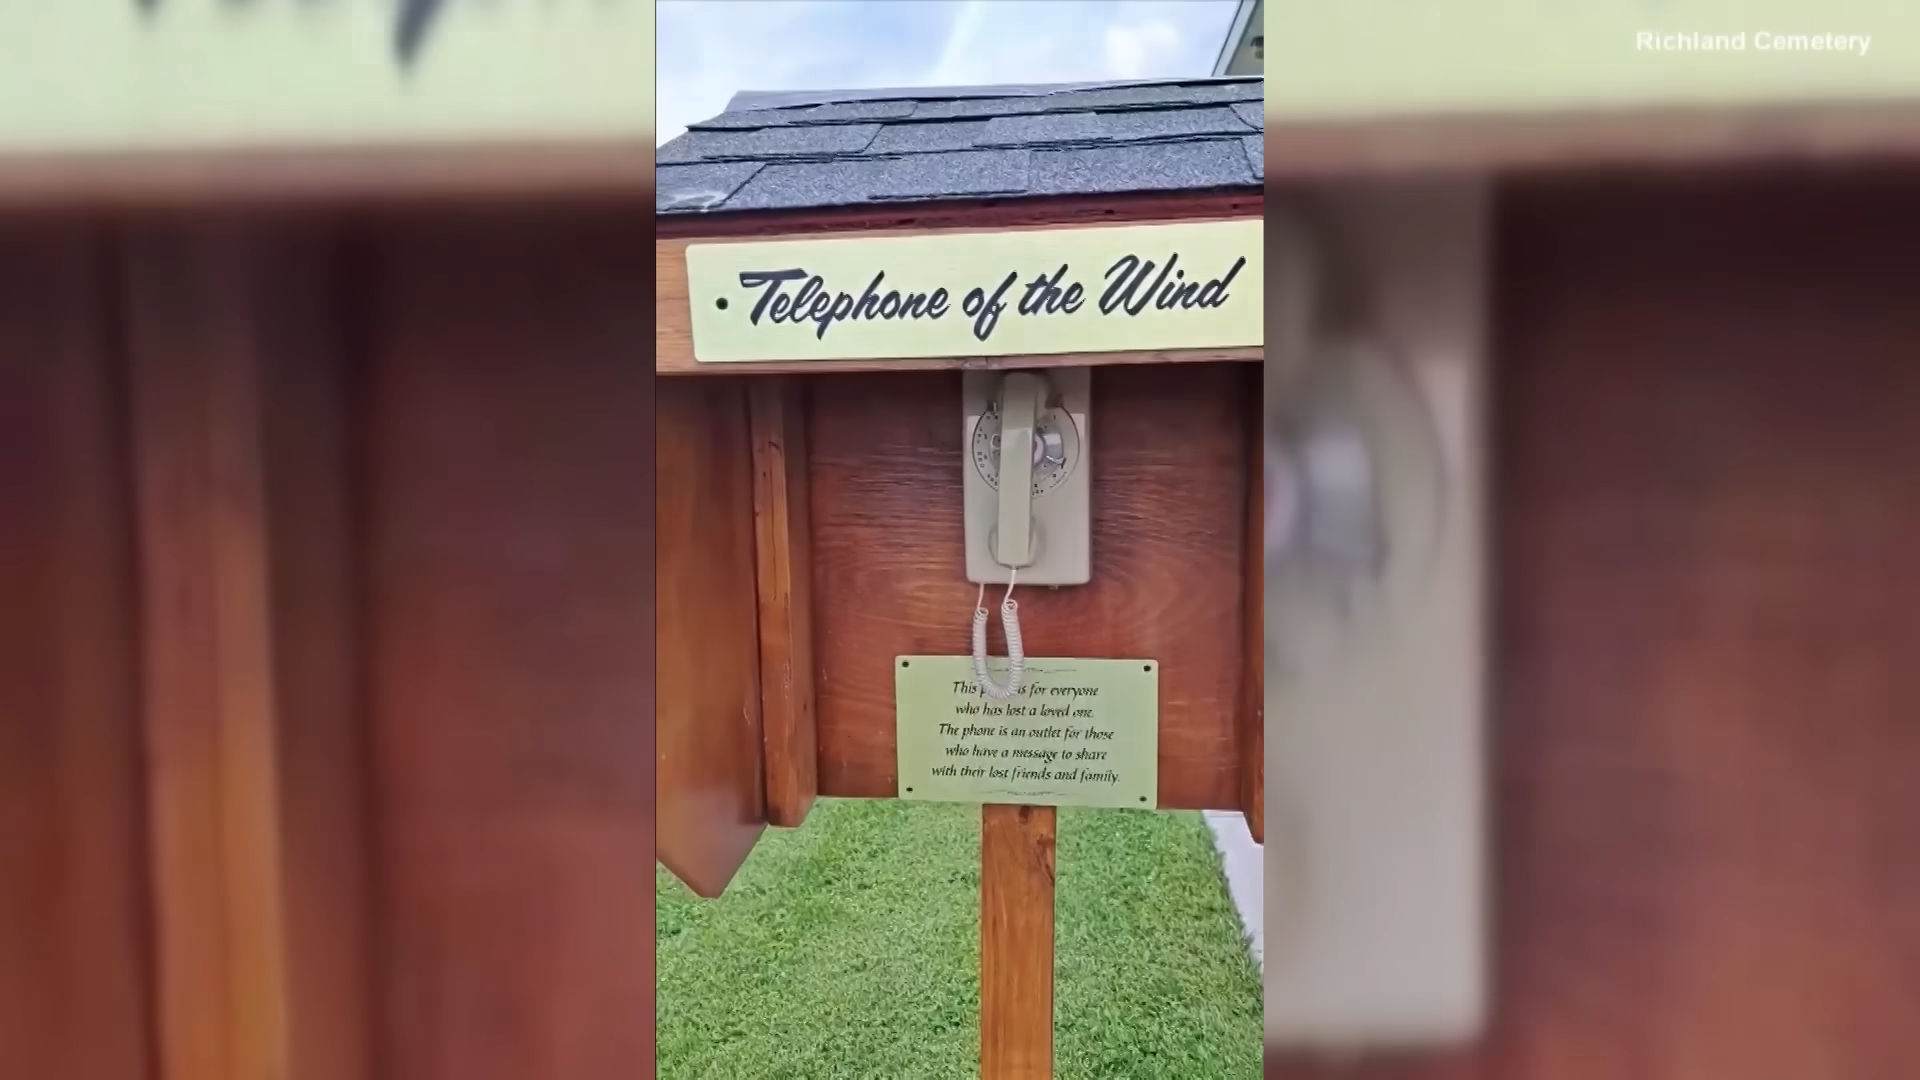 Richland Cemetery
Telephone of the Wind
This is for everyone
who has lost a loved one.
The phone is an outlet for those
who have a message to share
with their lost friends and family.